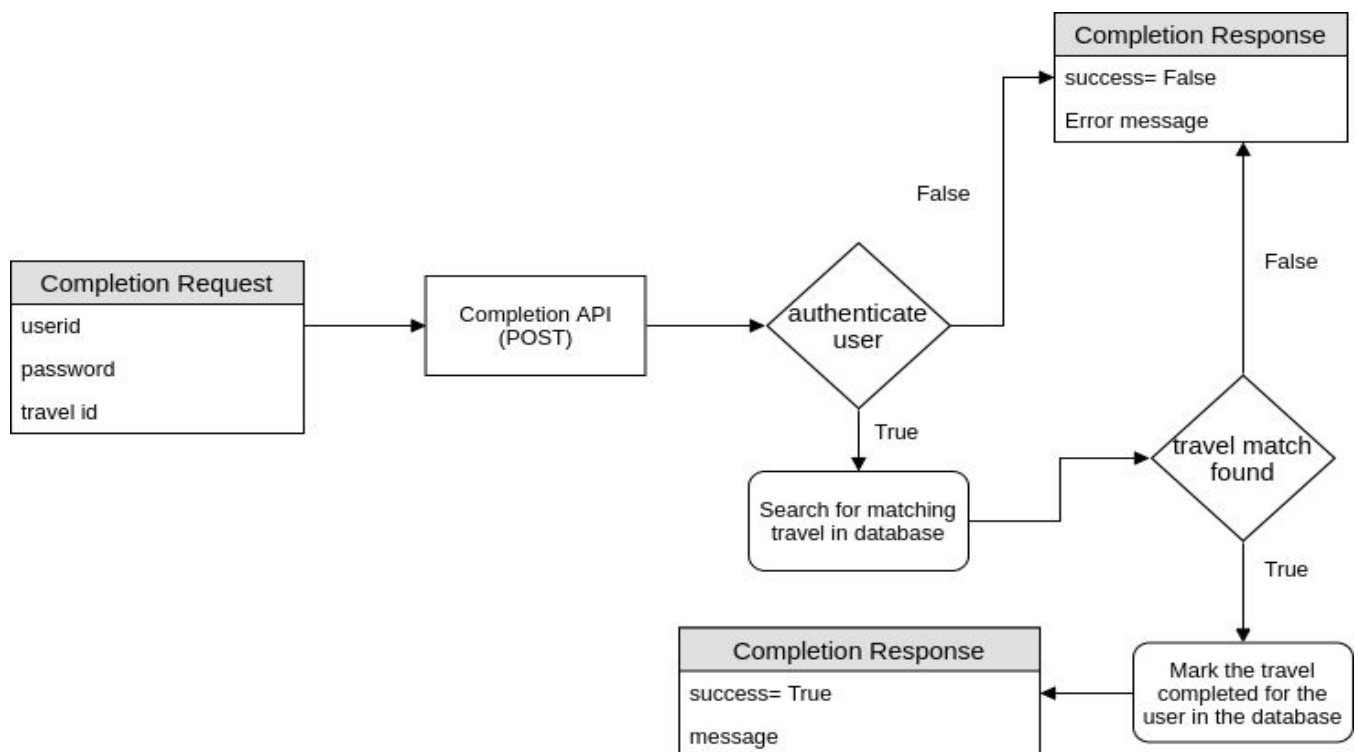 Completion Response
success= False
Error message
False
False
Completion Request
userid
password
travel id
Completion API
(POST)
authenticate
user
True
travel match
found
Search for matching
travel in database
True
Completion Response
success= True
message
Mark the travel
completed for the
user in the database